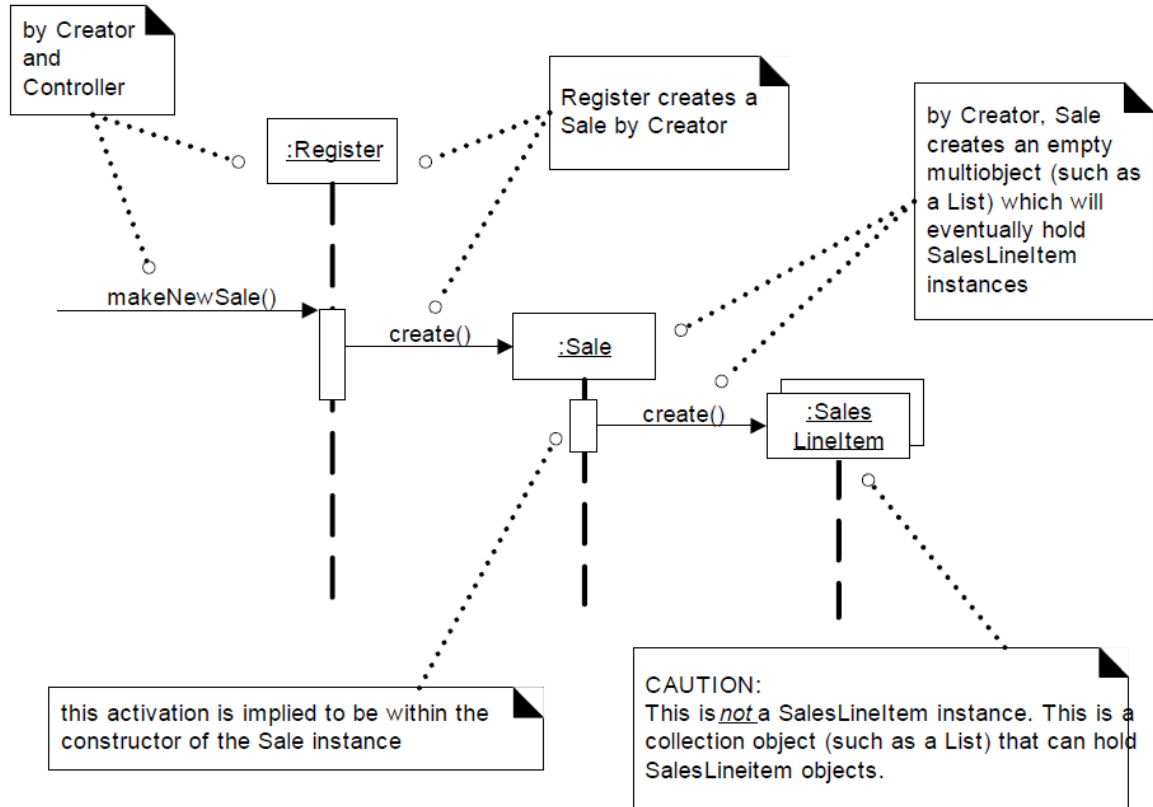 by Creator
and
Controller
Register creates a
Sale by Creator
by Creator, Sale
creates an empty
multiobject (such as
a List) which will
eventually hold
SalesLineItem
instances
:Register
makeNewSale()
create()
:Sale
create()
:Sales
LineItem
this activation is implied to be within the
constructor of the Sale instance
CAUTION:
This is not a SalesLineItem instance. This is a
collection object (such as a List) that can hold
SalesLineitem objects.